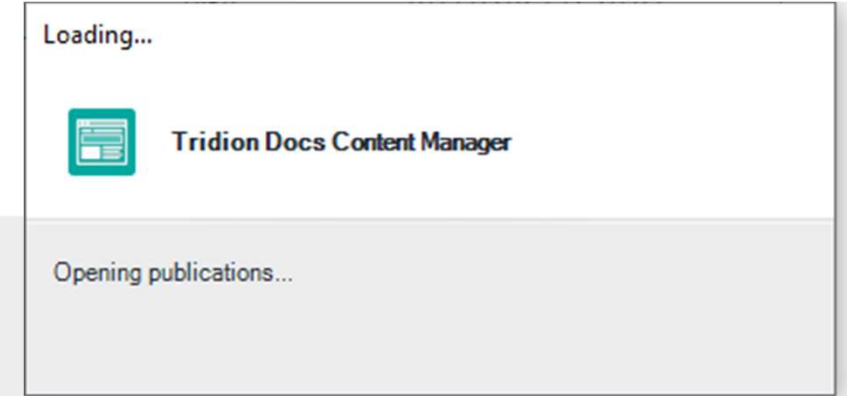 Loading...
Tridion Docs Content Manager
Opening publications...